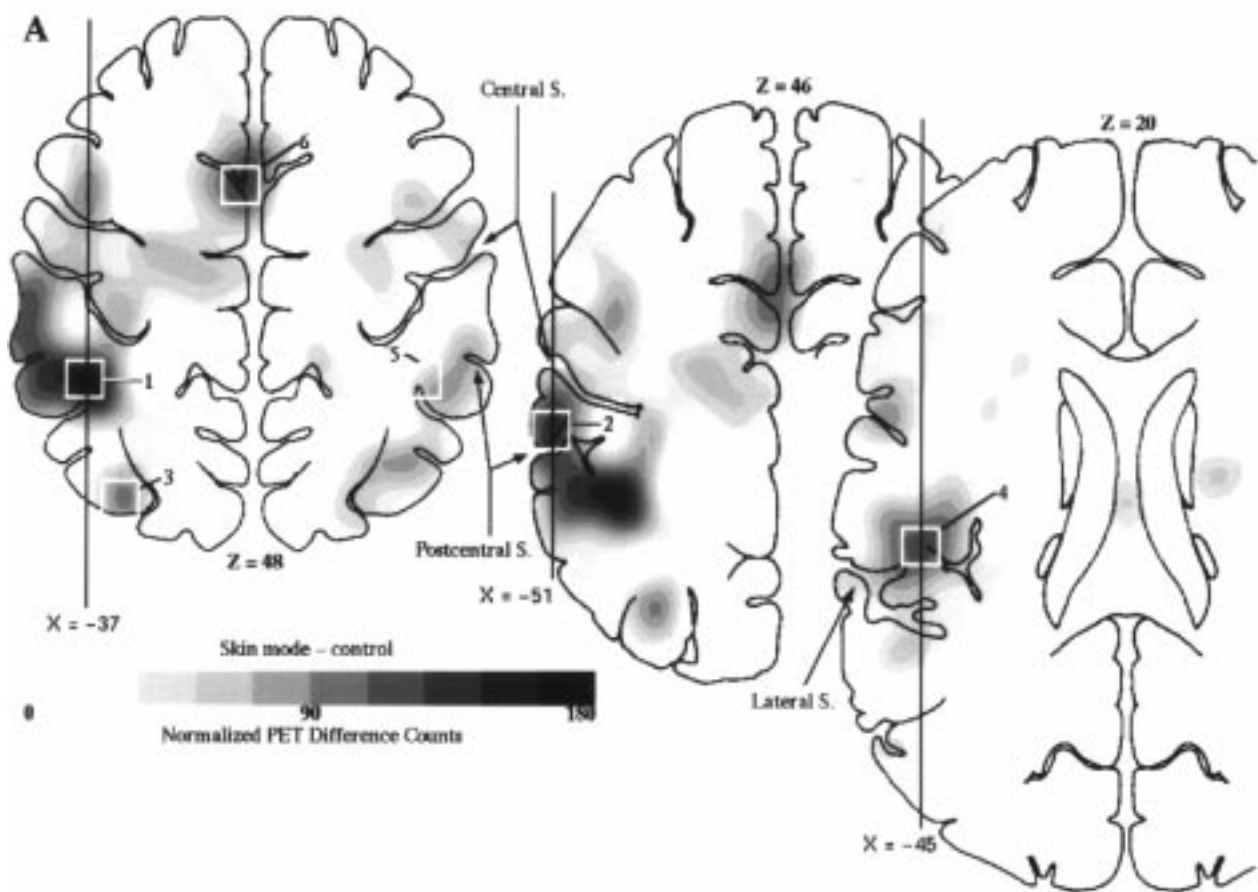 A
Central S.
Z = 46
Z = 20
6
5
1
2
3
4
Postcentral S.
Z = 48
X = -51
X = -37
Skin mode – control
Lateral S.
0 90 180
Normalized PET Difference Counts
X = -45